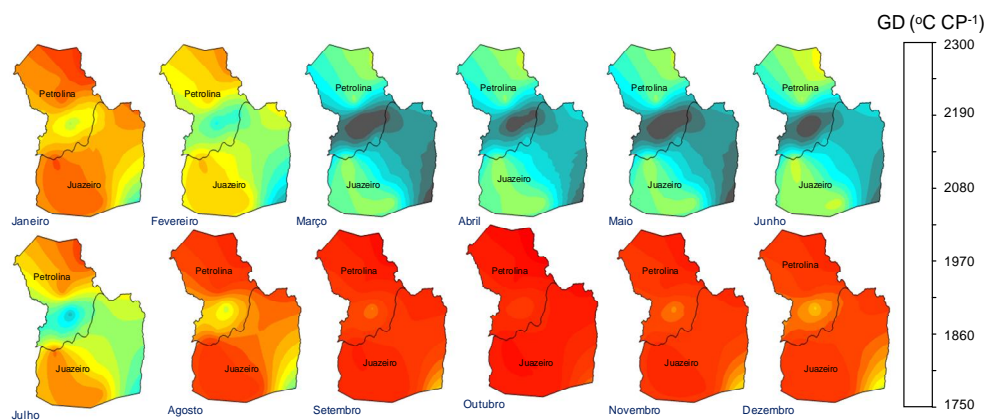 GD (ºC CP-1)
2300
2190
2080
1970
1860
1750
Petrolina
Juazeiro
Janeiro
Petrolina
Juazeiro
Fevereiro
Petrolina
Juazeiro
Março
Petrolina
Juazeiro
Abril
Petrolina
Juazeiro
Maio
Petrolina
Juazeiro
Junho
Petrolina
Juazeiro
Julho
Petrolina
Juazeiro
Agosto
Petrolina
Juazeiro
Setembro
Petrolina
Juazeiro
Outubro
Petrolina
Juazeiro
Novembro
Petrolina
Juazeiro
Dezembro